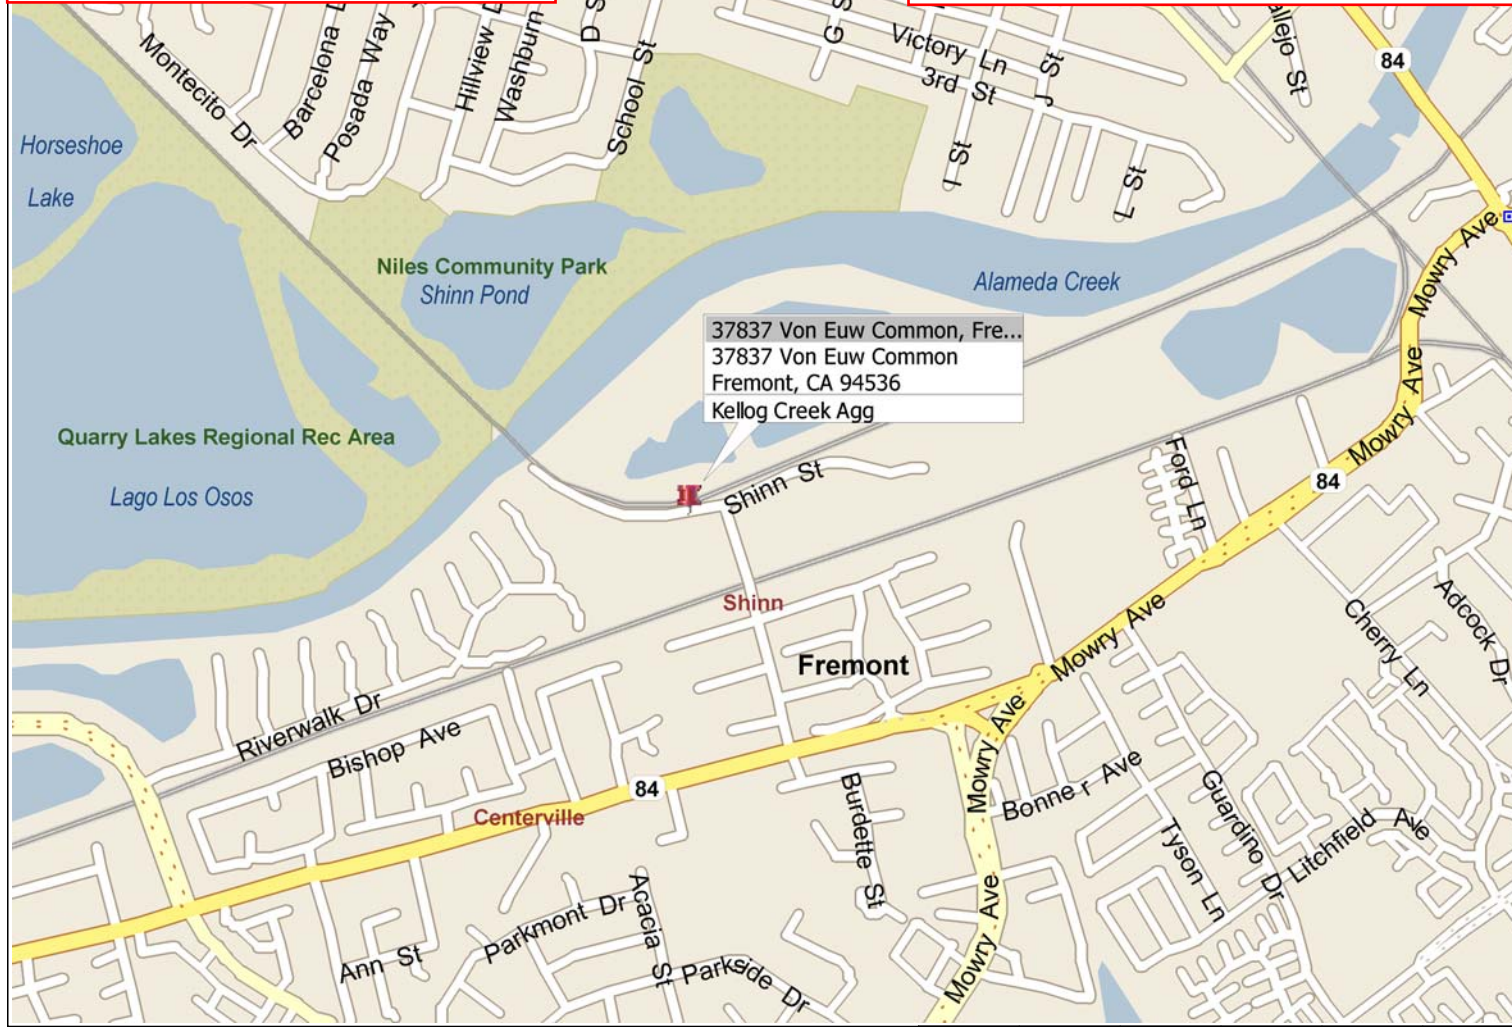 Montecito Dr
Barcelona D
Posada Way
Hillview D
Washburn
D S
School St
G S
Victory Ln
3rd St
J St
I St
L St
allejo St
84
Horseshoe
Lake
Niles Community Park
Shinn Pond
Alameda Creek
Mowry Ave
37837 Von Euw Common, Fre...
37837 Von Euw Common
Fremont, CA 94536
Kellog Creek Agg
Mowry Ave
Quarry Lakes Regional Rec Area
Lago Los Osos
Shinn St
Ford Ln
84
Mowry Ave
Shinn
Fremont
Mowry Ave
Cherry Ln
Adcock Dr
Riverwalk Dr
Bishop Ave
84
Centerville
Mowry Ave
Burdette St
Bonner Ave
Guardino Dr
Tyson Ln
Litchfield Ave
Ann St
Parkmont Dr
Acacia St
Parkside Dr
Mowry Ave